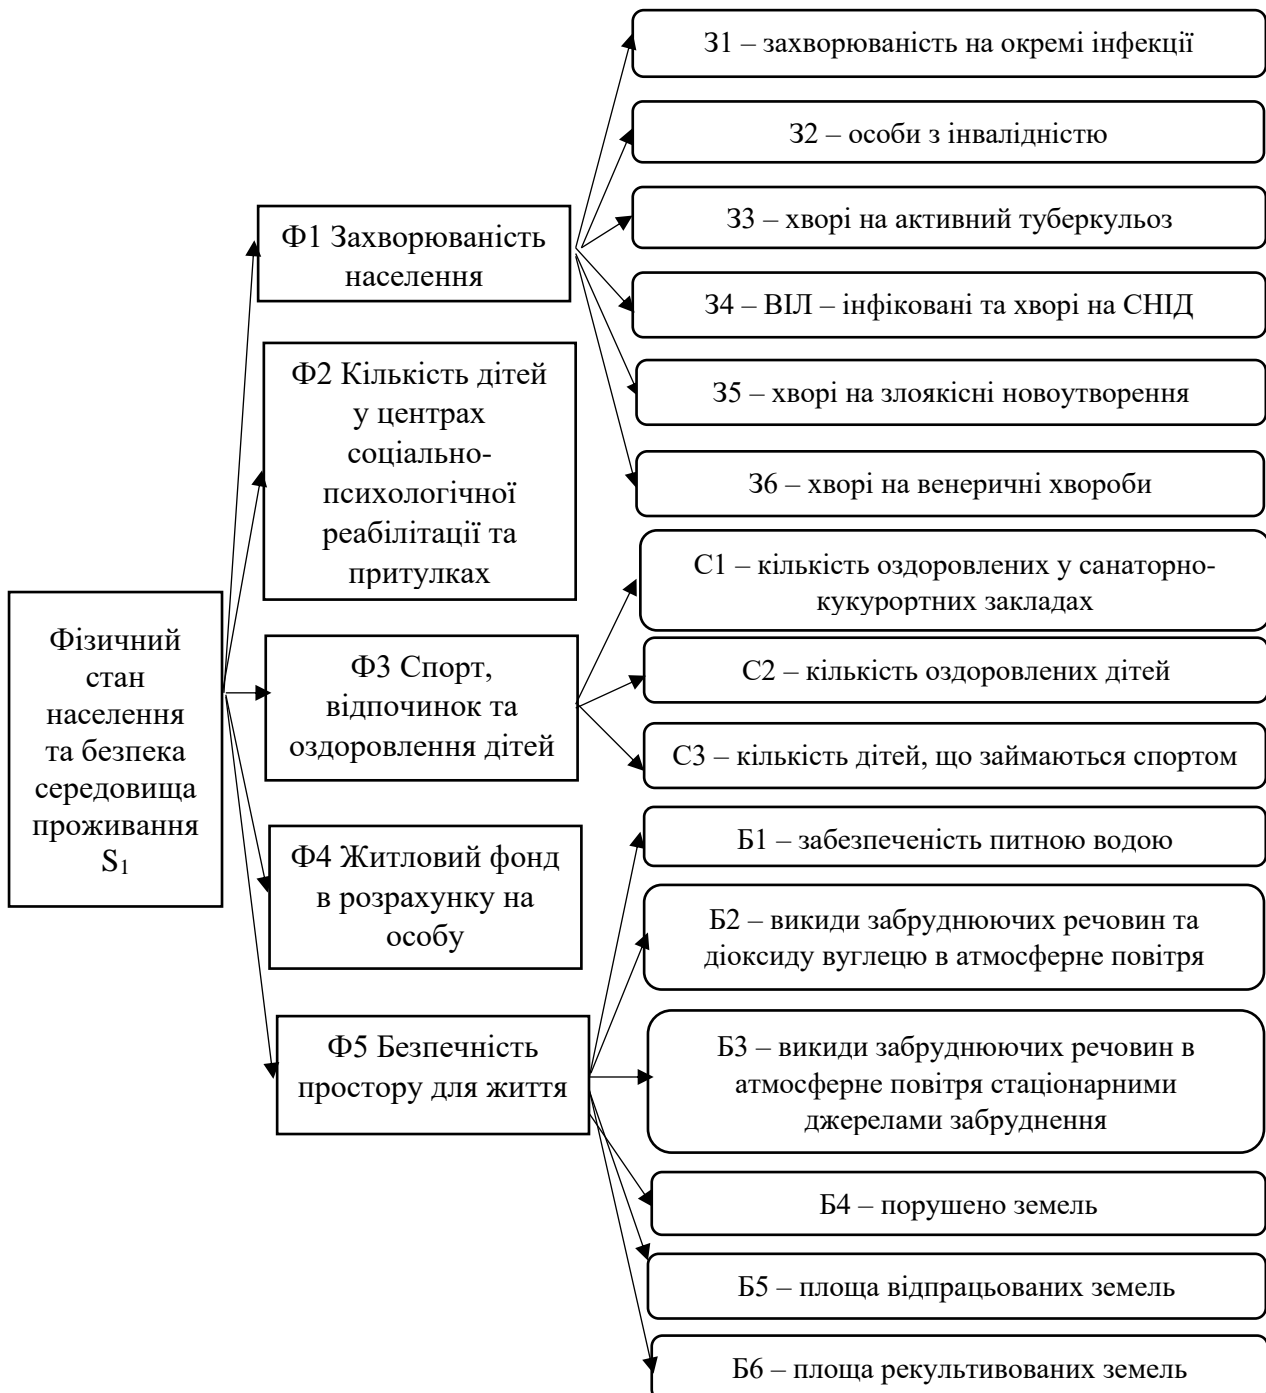 Фізичний
стан
населення
та безпека
середовища
проживання
S1
Ф1 Захворюваність
населення
Ф2 Кількість дітей
у центрах
соціально-
психологічної
реабілітації та
притулках
Ф3 Спорт,
відпочинок та
оздоровлення дітей
Ф4 Житловий фонд
в розрахунку на
особу
Ф5 Безпечність
простору для життя
З1 – захворюваність на окремі інфекції
З2 – особи з інвалідністю
З3 – хворі на активний туберкульоз
З4 – ВІЛ – інфіковані та хворі на СНІД
З5 – хворі на злоякісні новоутворення
З6 – хворі на венеричні хвороби
С1 – кількість оздоровлених у санаторно-
кукурортних закладах
С2 – кількість оздоровлених дітей
С3 – кількість дітей, що займаються спортом
Б1 – забезпеченість питною водою
Б2 – викиди забруднюючих речовин та
діоксиду вуглецю в атмосферне повітря
Б3 – викиди забруднюючих речовин в
атмосферне повітря стаціонарними
джерелами забруднення
Б4 – порушено земель
Б5 – площа відпрацьованих земель
Б6 – площа рекультивованих земель